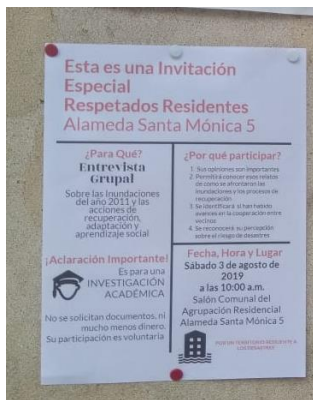 Esta es una Invitación
Especial
Respetados Residentes
Alameda Santa Mónica 5
¿Para Qué?
Entrevista
Grupal
Sobre las Inundaciones
del año 2011 y las
acciones de
recuperación,
adaptación y
aprendizaje social
¿Por qué participar?
1. Sus opiniones son importantes
2. Permitirá conocer esos relatos
de como se afrontaron las
inundaciones y los procesos de
recuperación
3. Se identificará si han habido
avances en la cooperación entre
vecinos
4. Se reconocerá su percepción
sobre el riesgo de desastres
¡Aclaración Importante!
Es para una
INVESTIGACIÓN
ACADÉMICA
No se solicitan documentos, ni
mucho menos dinero.
Su participación es voluntaria
Fecha, Hora y Lugar
Sábado 3 de agosto de
2019
a las 10:00 a.m.
Salón Comunal del
Agrupación Residencial
Alameda Santa Mónica 5